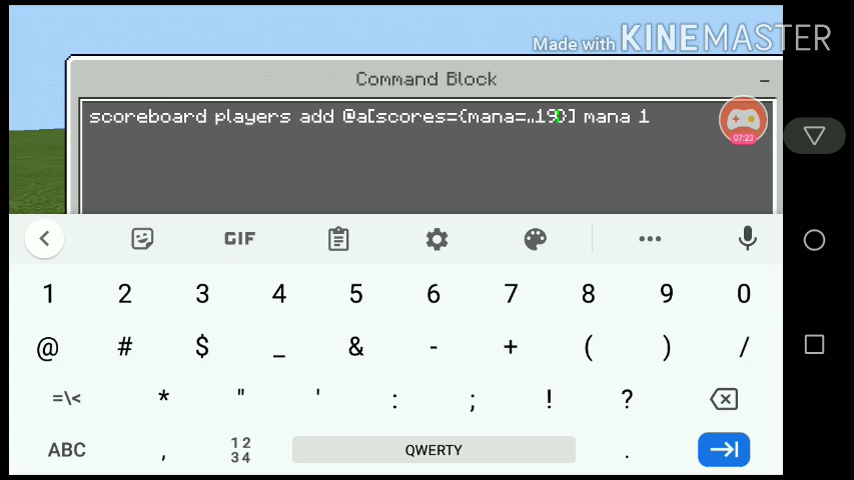 Made with KINEMASTER
Command Block
scoreboard players add @a[scores={mana=..19}] mana 1
07:23
GIF
1 2 3 4 5 6 7 8 9 0
@ # $ _ & - + ( ) /
=\< * " ' : ; ! ?
ABC , 12 34 QWERTY .